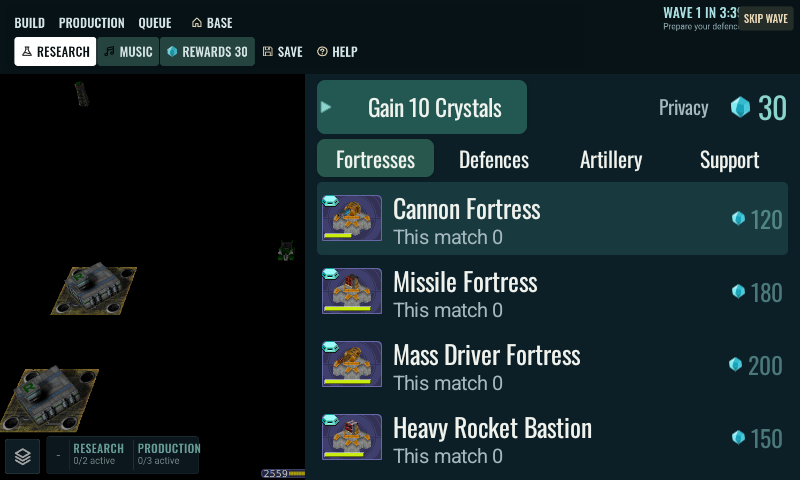 BUILD PRODUCTION QUEUE BASE
WAVE 1 IN 3:39
SKIP WAVE
Prepare your defenc
RESEARCH MUSIC REWARDS 30 SAVE HELP
Gain 10 Crystals
Privacy 30
Fortresses Defences Artillery Support
Cannon Fortress
This match 0
120
Missile Fortress
This match 0
180
Mass Driver Fortress
This match 0
200
Heavy Rocket Bastion
This match 0
150
- RESEARCH PRODUCTION
0/2 active 0/3 active
2559